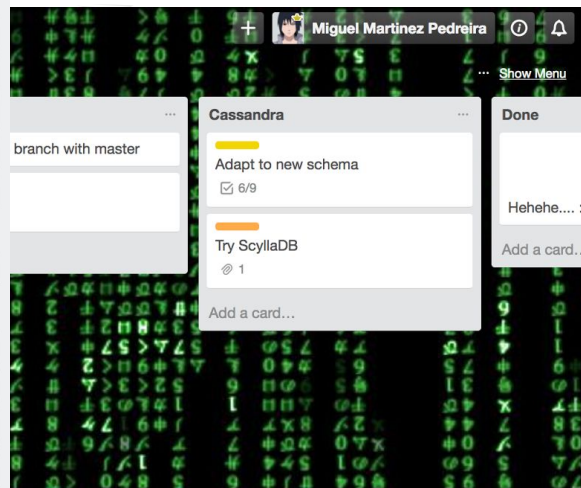 +
Miguel Martinez Pedreira
... Show Menu
...
branch with master
Cassandra ...
Adapt to new schema
6/9
Try ScyllaDB
1
Add a card...
Done
Hehehe.... :
Add a card...